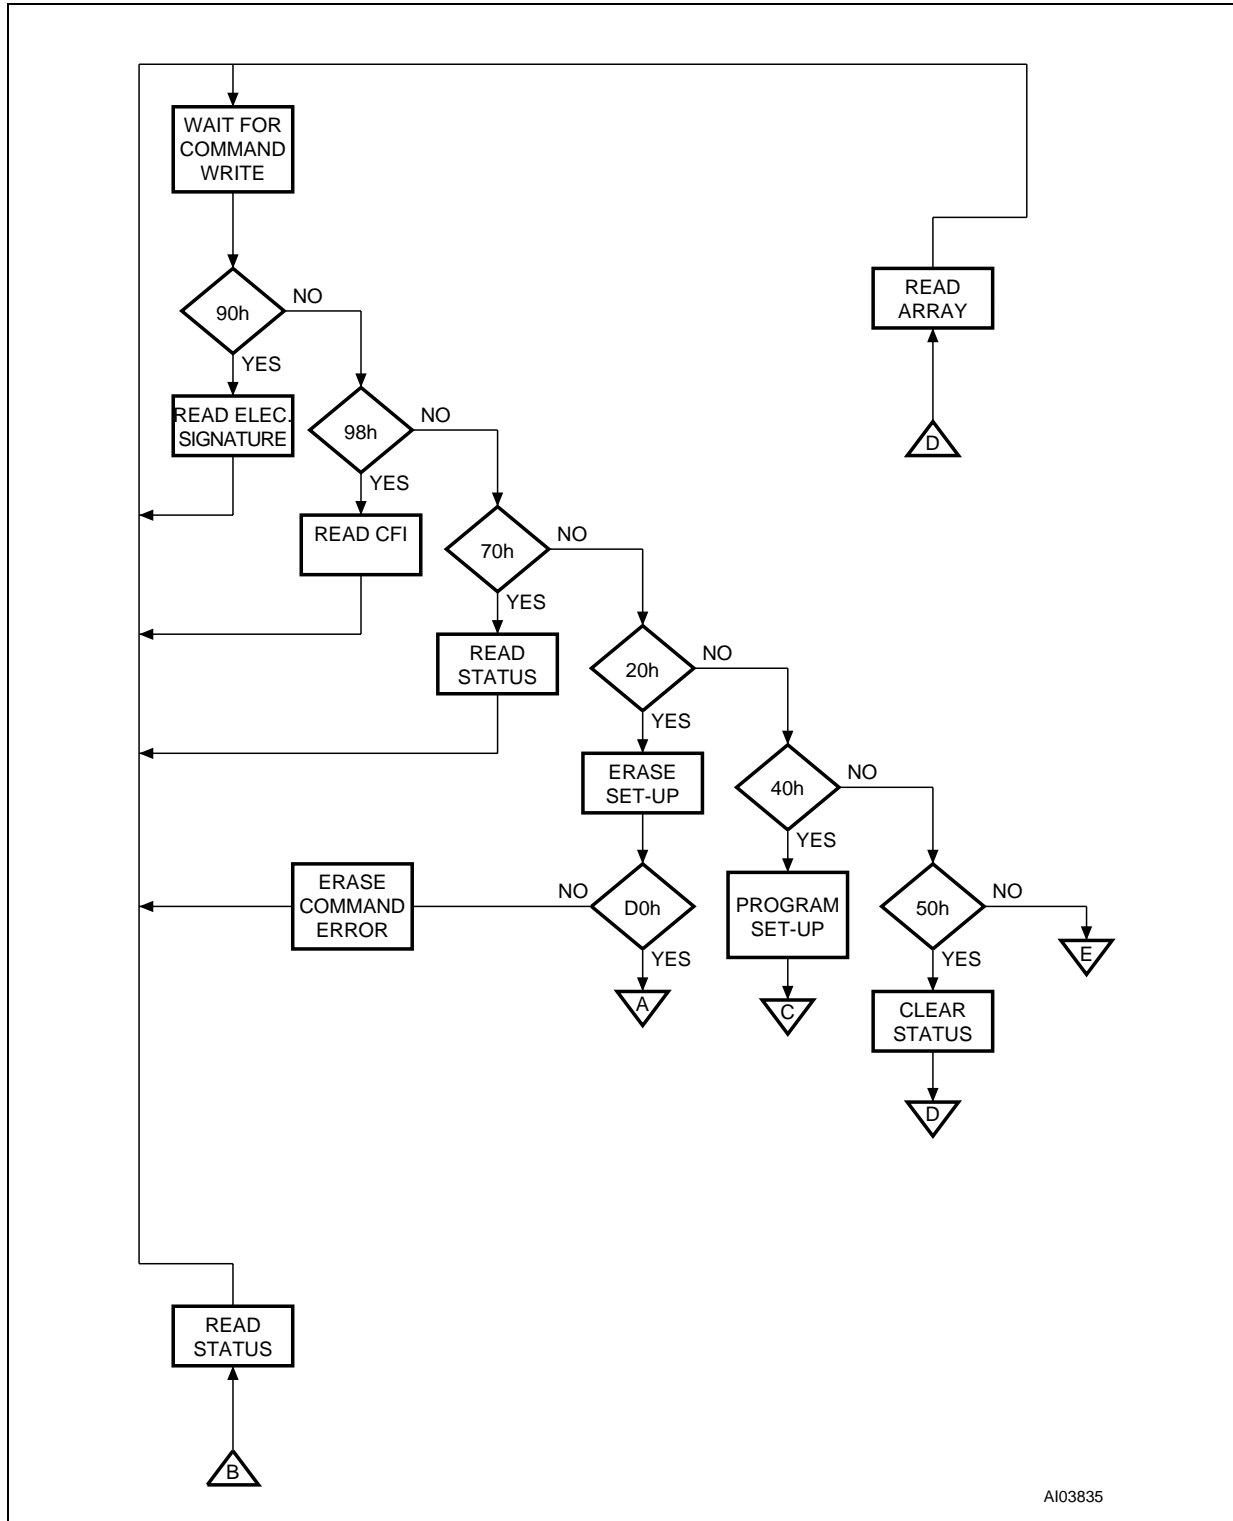 WAIT FOR
COMMAND
WRITE
90h
NO
YES
READ
ARRAY
READ ELEC.
SIGNATURE
98h
NO
YES
D
READ CFI
70h
NO
YES
READ
STATUS
20h
NO
YES
ERASE
SET-UP
40h
NO
YES
ERASE
COMMAND
ERROR
NO
D0h
YES
PROGRAM
SET-UP
50h
NO
YES
E
A
C
CLEAR
STATUS
D
READ
STATUS
B
AI03835